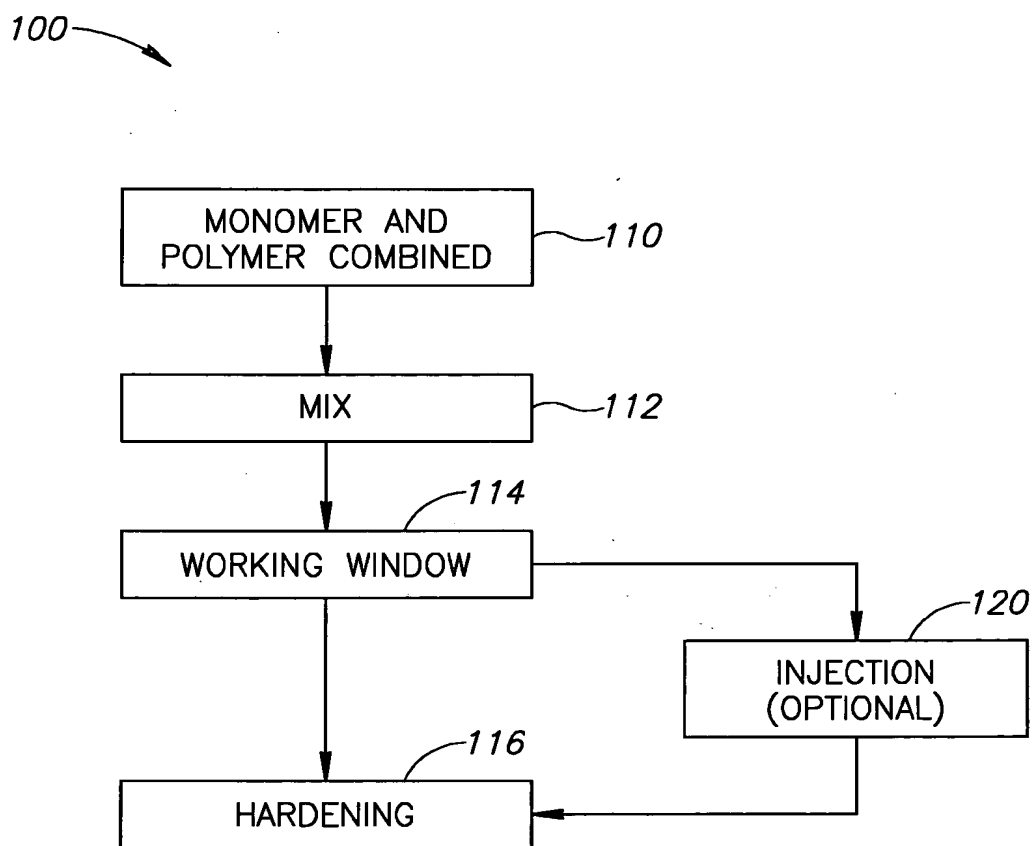 100
MONOMER AND
POLYMER COMBINED
110
MIX
112
114
WORKING WINDOW
120
INJECTION
(OPTIONAL)
116
HARDENING